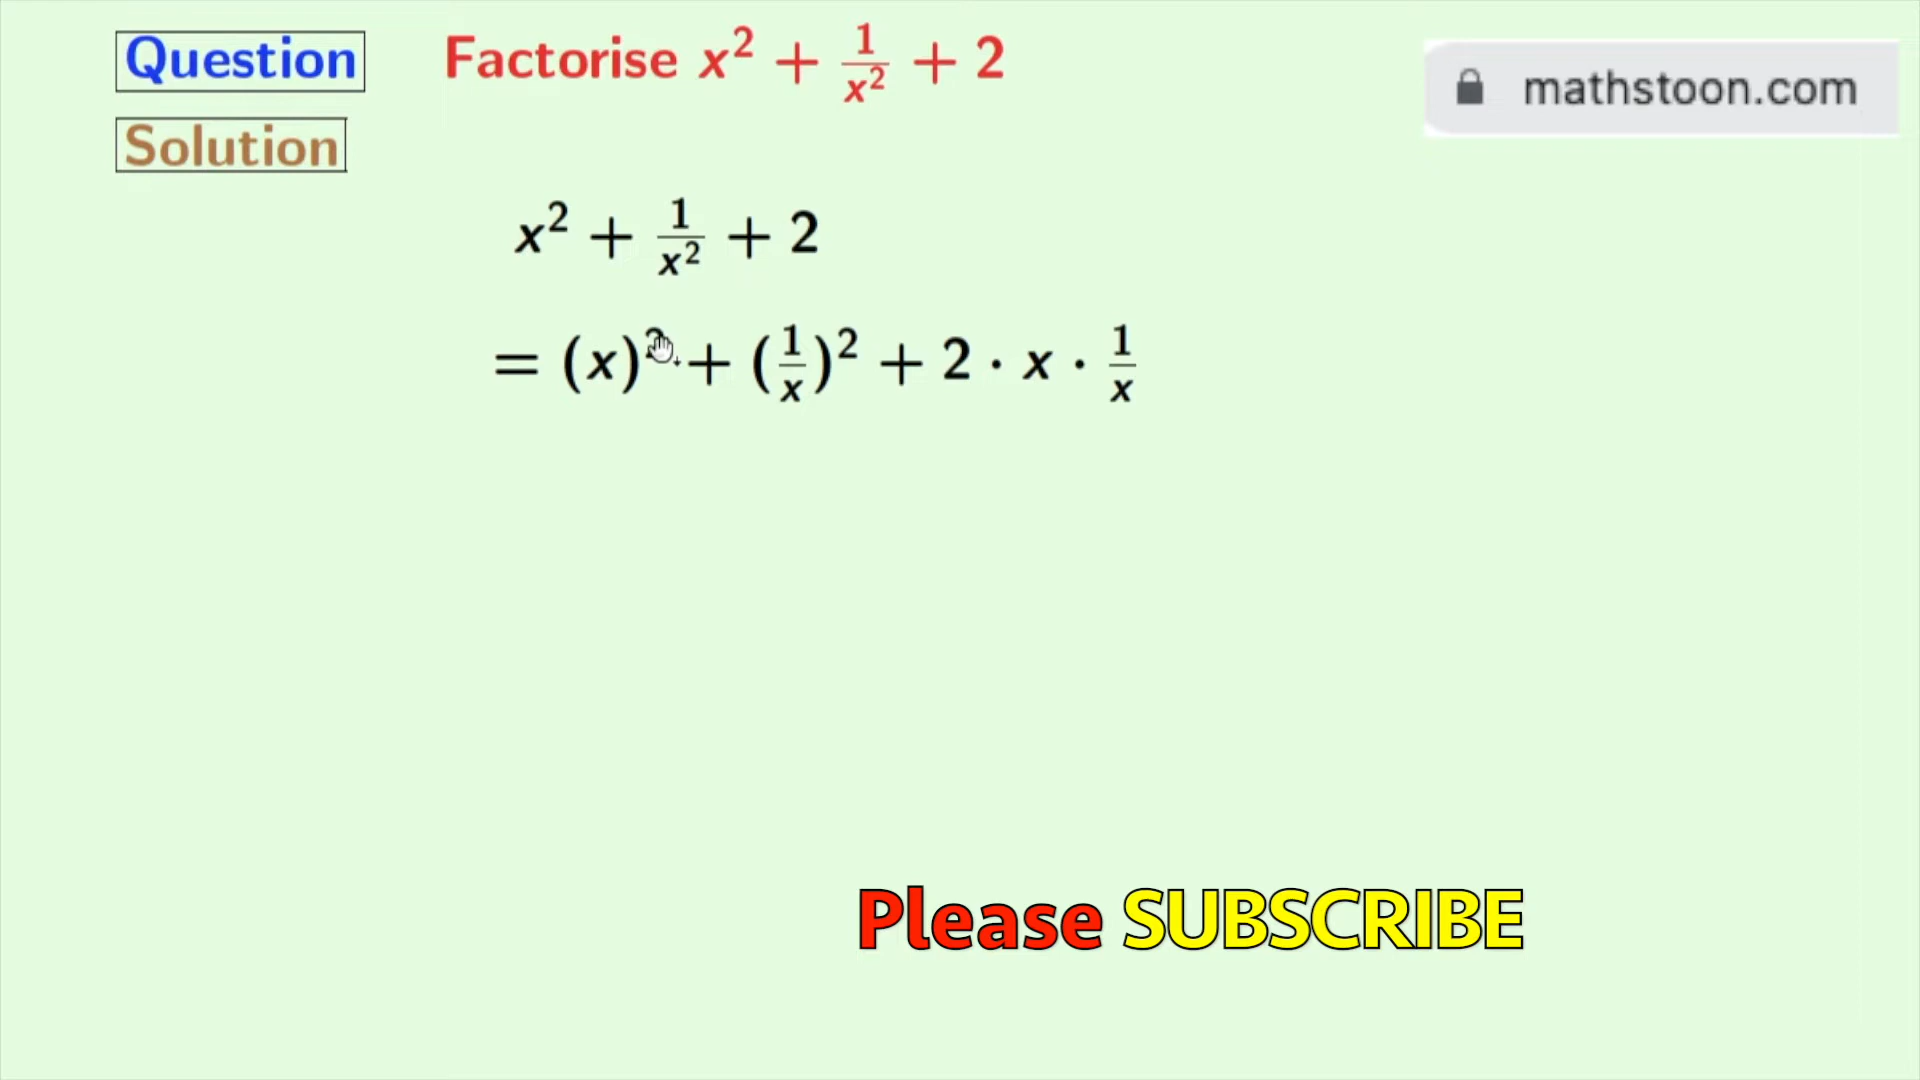 Question Factorise x² + 1/x² + 2
mathstoon.com
Solution
x² + 1/x² + 2
= (x)² + (1/x)² + 2 · x · 1/x
Please SUBSCRIBE